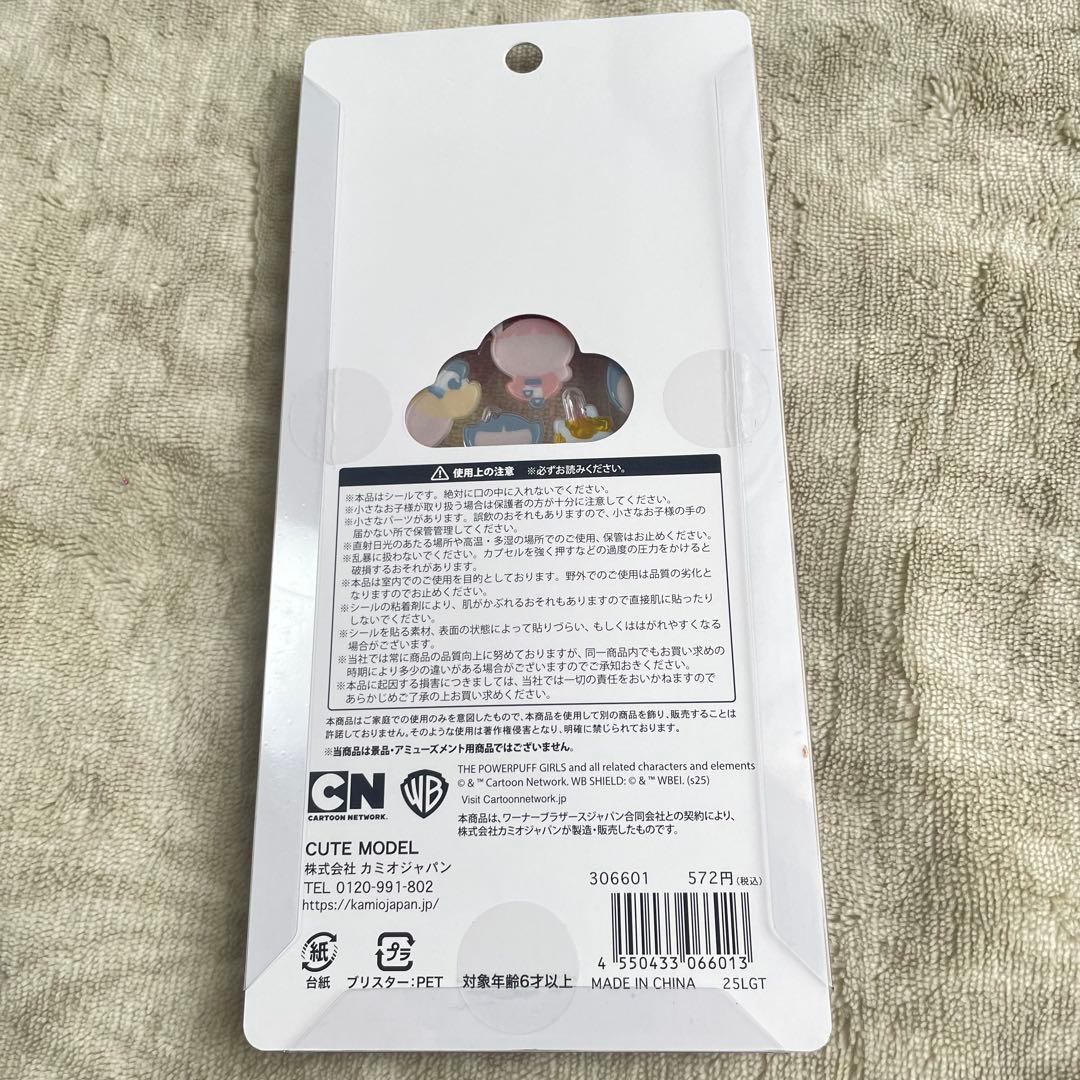 ⚠ 使用上の注意 ※必ずお読みください。
※本品はシールです。絶対に口の中に入れないでください。
※小さなお子様が取り扱う場合は保護者の方が十分に注意してください。
※小さなパーツがあります。誤飲のおそれもありますので、小さなお子様の手の
届かない所で保管管理してください。
※直射日光のあたる場所や高温・多湿の場所でのご使用、保管はお止めください。
※乱暴に扱わないでください。カプセルを強く押すなどの過度の圧力をかけると
破損するおそれがあります。
※本品は室内でのご使用を目的としております。野外でのご使用は品質の劣化と
なりますのでお止めください。
※シールの粘着剤により、肌がかぶれるおそれもありますので直接肌に貼ったり
しないでください。
※シールを貼る素材、表面の状態によって貼りづらい、もしくははがれやすくなる
場合がございます。
※当社では常に商品の品質向上に努めておりますが、同一商品内でもお買い求めの
時期により多少の違いがある場合がございますのでご承知おきください。
※本品に起因する損害につきましては、当社では一切の責任をおいかねますので
あらかじめご了承の上お買い求めください。
本商品はご家庭での使用のみを意図したもので、本商品を使用して別の商品を飾り、販売することは
許諾しておりません。そのような使用は著作権侵害となり、明確に禁じられております。
※当商品は景品・アミューズメント用商品ではございません。
CN
CARTOON NETWORK.
WB
THE POWERPUFF GIRLS and all related characters and elements
© & ™ Cartoon Network. WB SHIELD: © & ™ WBEI. (s25)
Visit Cartoonnetwork.jp
本商品は、ワーナーブラザースジャパン合同会社との契約により、
株式会社カミオジャパンが製造・販売したものです。
CUTE MODEL
株式会社 カミオジャパン
TEL 0120-991-802
https://kamiojapan.jp/
306601 572円(税込)
4 550433 066013
紙
台紙
プラ
ブリスター:PET
対象年齢6才以上
MADE IN CHINA 25LGT